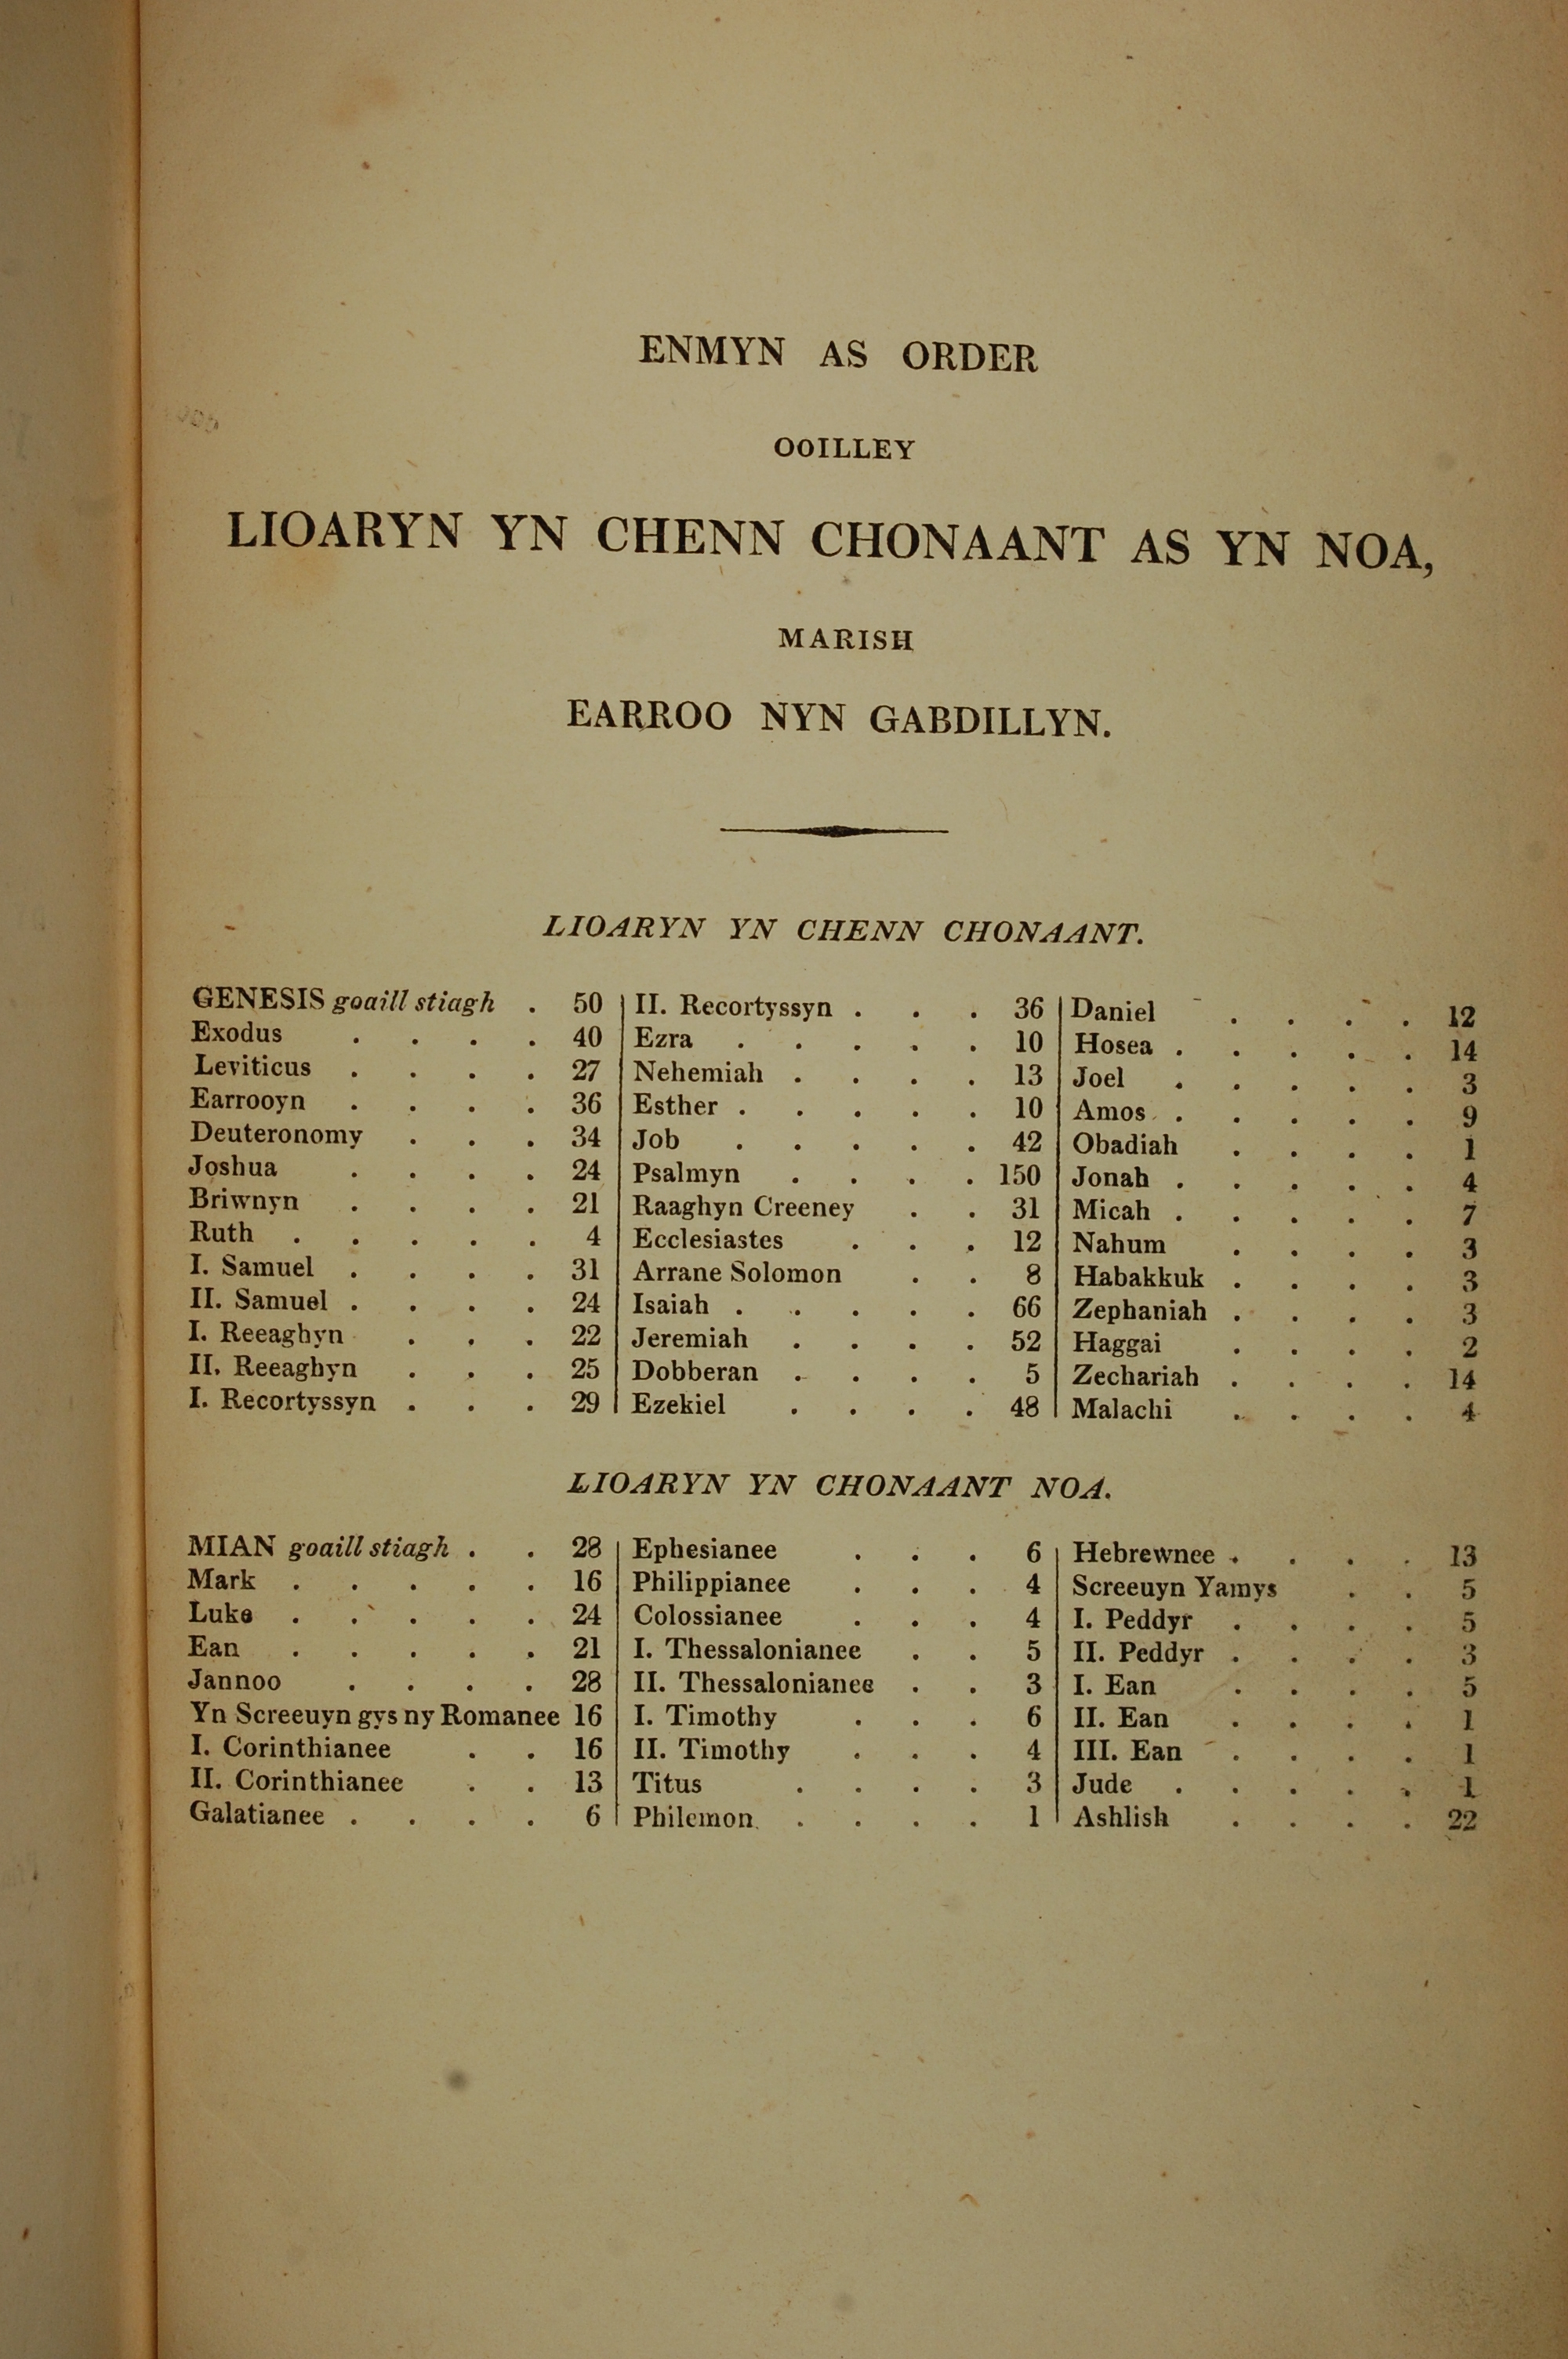 ENMYN AS ORDER
OOILLEY
LIOARYN YN CHENN CHONAANT AS YN NOA,
MARISH
EARROO NYN GABDILLYN.
LIOARYN YN CHENN CHONAANT.
GENESIS goaill stiagh . 50
Exodus . . . . 40
Leviticus . . . . 27
Earrooyn . . . . 36
Deuteronomy . . . 34
Joshua . . . . 24
Briwnyn . . . . 21
Ruth . . . . . 4
I. Samuel . . . . 31
II. Samuel . . . . 24
I. Reeaghyn . . . 22
II. Reeaghyn . . . 25
I. Recortyssyn . . . 29
II. Recortyssyn . . . 36
Ezra . . . . . 10
Nehemiah . . . . 13
Esther . . . . . 10
Job . . . . . 42
Psalmyn . . . . 150
Raaghyn Creeney . . 31
Ecclesiastes . . . 12
Arrane Solomon . . 8
Isaiah . . . . . 66
Jeremiah . . . . 52
Dobberan . . . . 5
Ezekiel . . . . 48
Daniel . . . . 12
Hosea . . . . . 14
Joel . . . . . 3
Amos . . . . . 9
Obadiah . . . . 1
Jonah . . . . . 4
Micah . . . . . 7
Nahum . . . . 3
Habakkuk . . . . 3
Zephaniah . . . . 3
Haggai . . . . 2
Zechariah . . . . 14
Malachi . . . . 4
LIOARYN YN CHONAANT NOA.
MIAN goaill stiagh . . 28
Mark . . . . . 16
Luke . . . . . 24
Ean . . . . . 21
Jannoo . . . . 28
Yn Screeuyn gys ny Romanee 16
I. Corinthianee . . 16
II. Corinthianee . . 13
Galatianee . . . . 6
Ephesianee . . . 6
Philippianee . . . 4
Colossianee . . . 4
I. Thessalonianee . . 5
II. Thessalonianee . . 3
I. Timothy . . . 6
II. Timothy . . . 4
Titus . . . . 3
Philemon . . . . 1
Hebrewnee . . . . 13
Screeuyn Yamys . . 5
I. Peddyr . . . . 5
II. Peddyr . . . . 3
I. Ean . . . . 5
II. Ean . . . . 1
III. Ean . . . . 1
Jude . . . . . 1
Ashlish . . . . 22